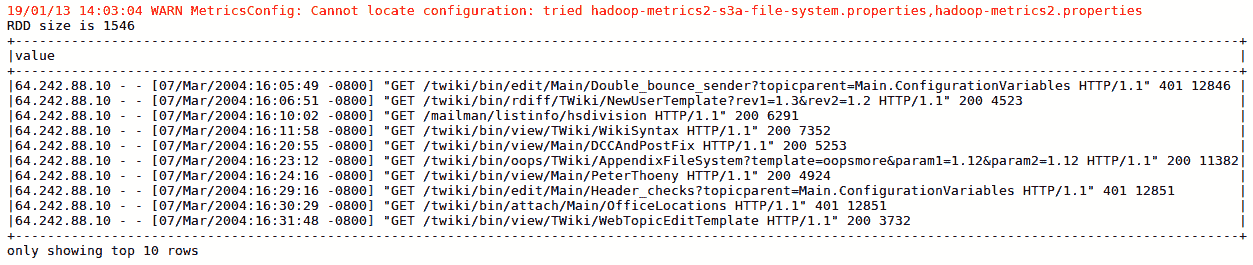 19/01/13 14:03:04 WARN MetricsConfig: Cannot locate configuration: tried hadoop-metrics2-s3a-file-system.properties,hadoop-metrics2.properties
RDD size is 1546
+--------------------------------------------------------------------------------------------------------------------------------------------------------+
|value                                                                                                                                                   |
+--------------------------------------------------------------------------------------------------------------------------------------------------------+
|64.242.88.10 - - [07/Mar/2004:16:05:49 -0800] "GET /twiki/bin/edit/Main/Double_bounce_sender?topicparent=Main.ConfigurationVariables HTTP/1.1" 401 12846 |
|64.242.88.10 - - [07/Mar/2004:16:06:51 -0800] "GET /twiki/bin/rdiff/TWiki/NewUserTemplate?rev1=1.3&rev2=1.2 HTTP/1.1" 200 4523 |
|64.242.88.10 - - [07/Mar/2004:16:10:02 -0800] "GET /mailman/listinfo/hsdivision HTTP/1.1" 200 6291 |
|64.242.88.10 - - [07/Mar/2004:16:11:58 -0800] "GET /twiki/bin/view/TWiki/WikiSyntax HTTP/1.1" 200 7352 |
|64.242.88.10 - - [07/Mar/2004:16:20:55 -0800] "GET /twiki/bin/view/Main/DCCAndPostFix HTTP/1.1" 200 5253 |
|64.242.88.10 - - [07/Mar/2004:16:23:12 -0800] "GET /twiki/bin/oops/TWiki/AppendixFileSystem?template=oopsmore&param1=1.12&param2=1.12 HTTP/1.1" 200 11382|
|64.242.88.10 - - [07/Mar/2004:16:24:16 -0800] "GET /twiki/bin/view/Main/PeterThoeny HTTP/1.1" 200 4924 |
|64.242.88.10 - - [07/Mar/2004:16:29:16 -0800] "GET /twiki/bin/edit/Main/Header_checks?topicparent=Main.ConfigurationVariables HTTP/1.1" 401 12851 |
|64.242.88.10 - - [07/Mar/2004:16:30:29 -0800] "GET /twiki/bin/attach/Main/OfficeLocations HTTP/1.1" 401 12851 |
|64.242.88.10 - - [07/Mar/2004:16:31:48 -0800] "GET /twiki/bin/view/TWiki/WebTopicEditTemplate HTTP/1.1" 200 3732 |
+--------------------------------------------------------------------------------------------------------------------------------------------------------+
only showing top 10 rows